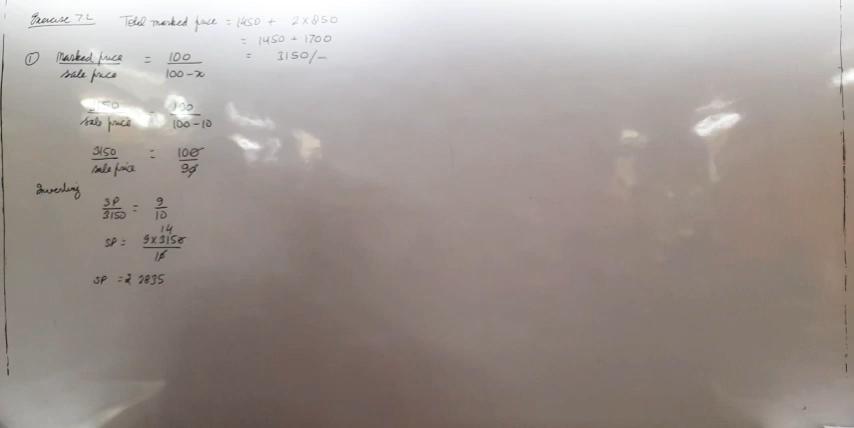 Exercise 7.2 Total marked price = 1450 + 2×850
= 1450 + 1700
= 3150/-
① Marked price / sale price = 100 / 100-x
3150 / sale price = 100 / 100-10
3150 / sale price = 100 / 90
Inverting
SP / 3150 = 9 / 10
14
SP = 9×3150 / 10
SP = ₹ 2835